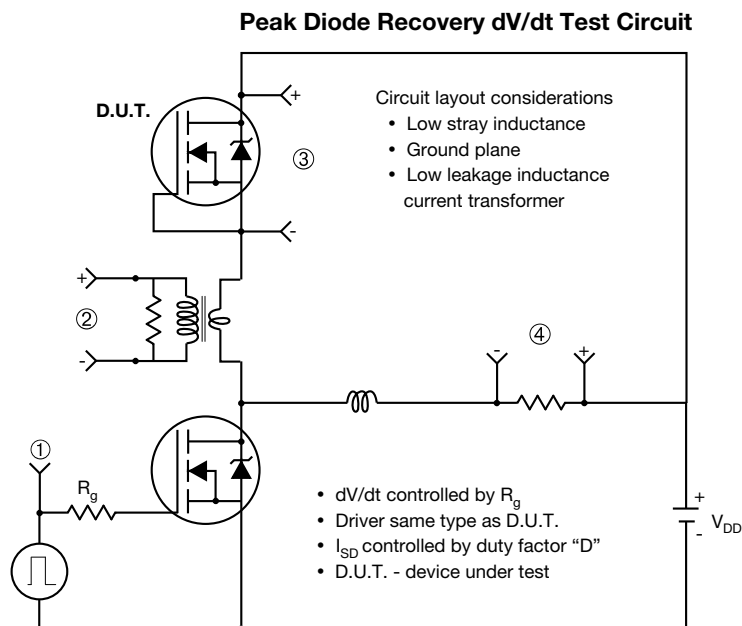 Peak Diode Recovery dV/dt Test Circuit
D.U.T.
+
-
③
Circuit layout considerations
• Low stray inductance
• Ground plane
• Low leakage inductance
current transformer
+
②
-
-
④
+
①
R_g
• dV/dt controlled by R_g
• Driver same type as D.U.T.
• I_SD controlled by duty factor “D”
• D.U.T. - device under test
+
-
V_DD